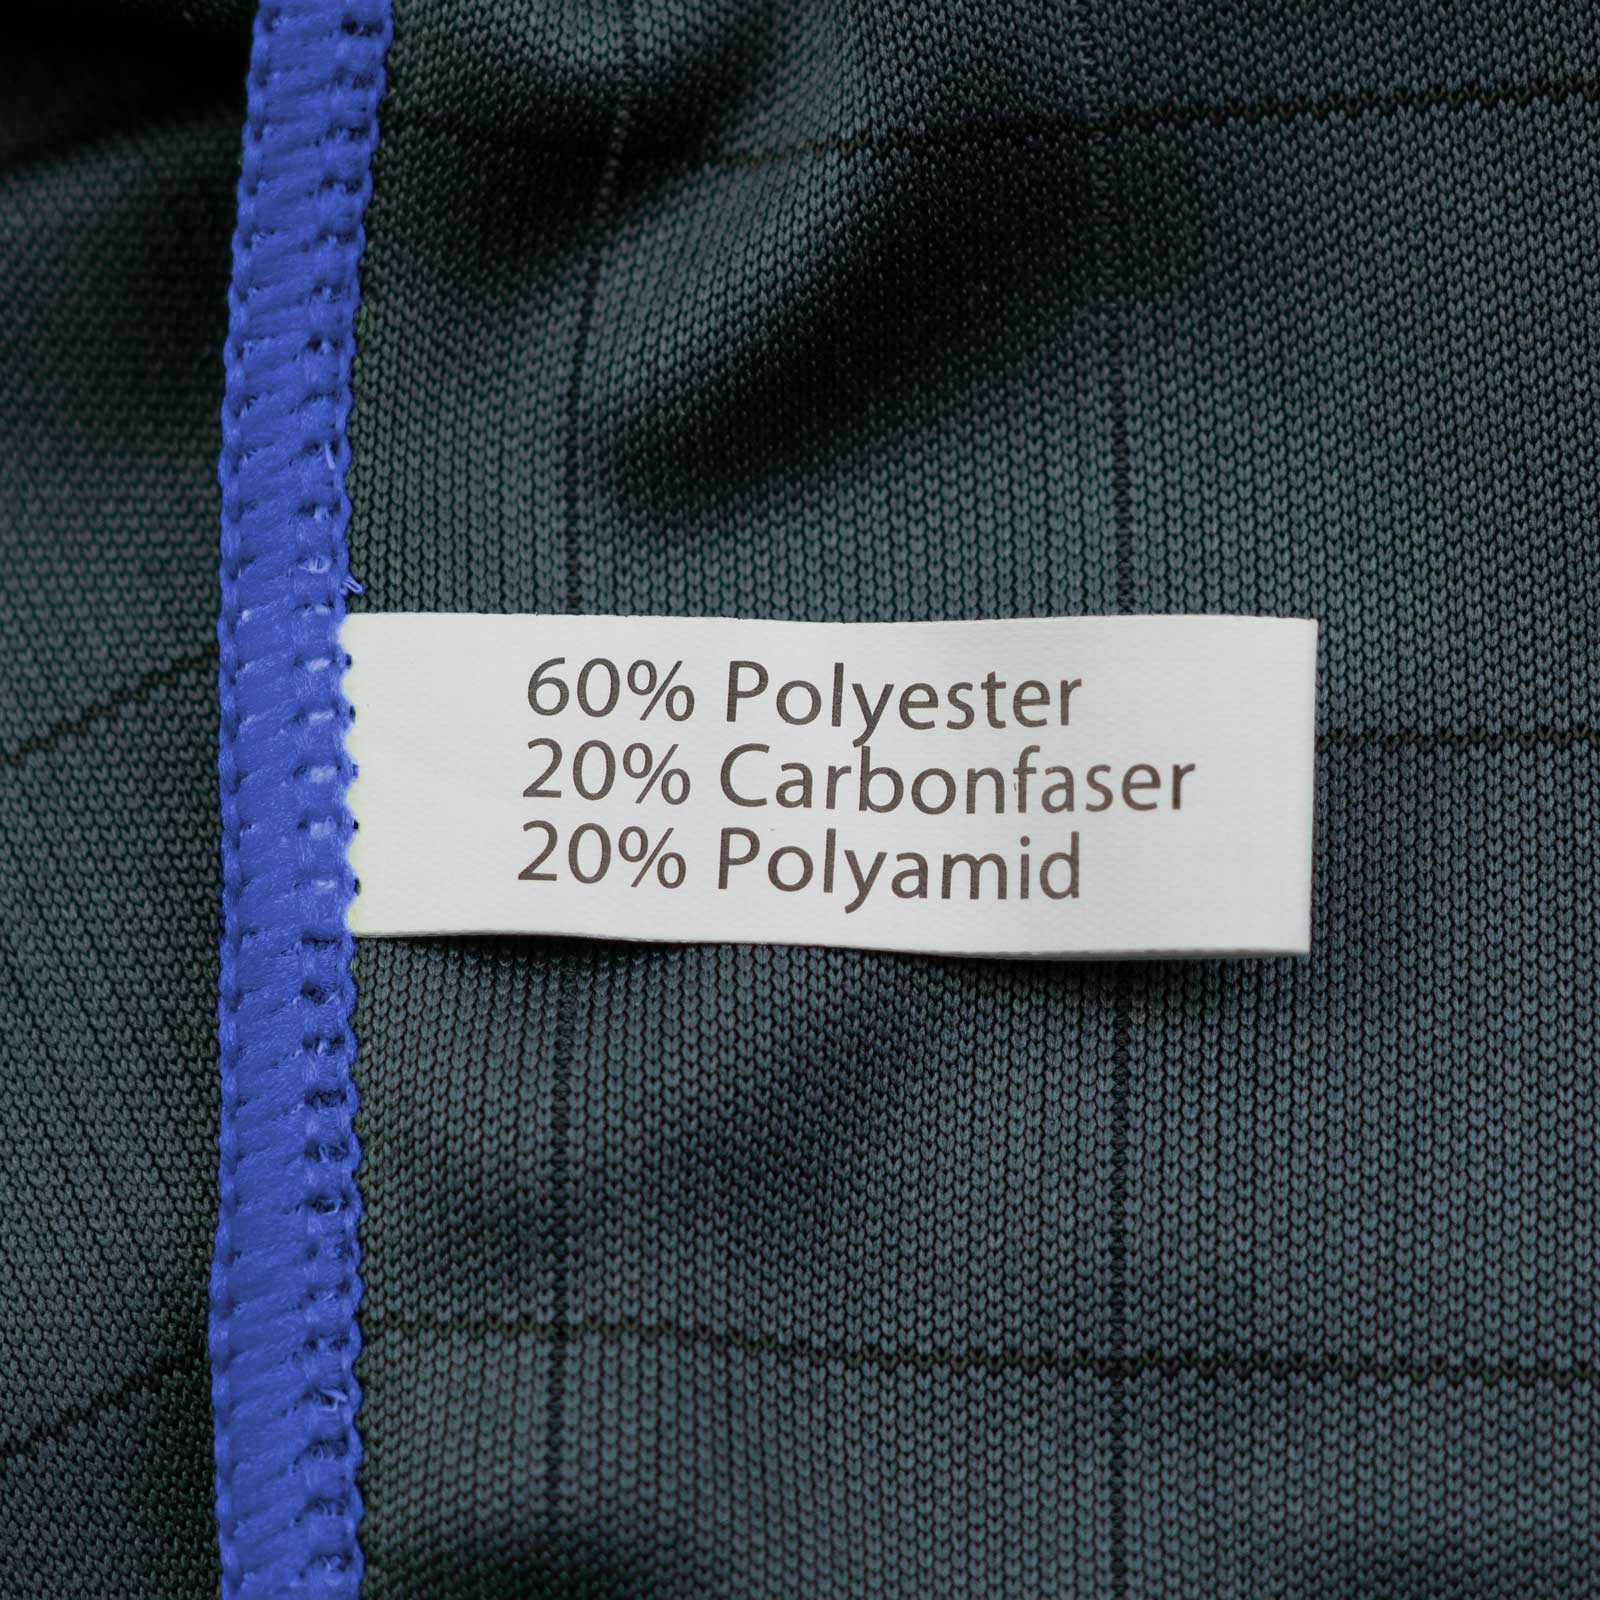 60% Polyester
20% Carbonfaser
20% Polyamid